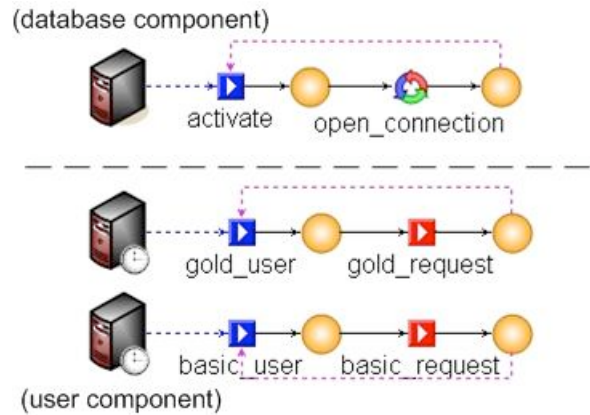 (database component)
activate
open_connection
gold_user
gold_request
basic_user
basic_request
(user component)